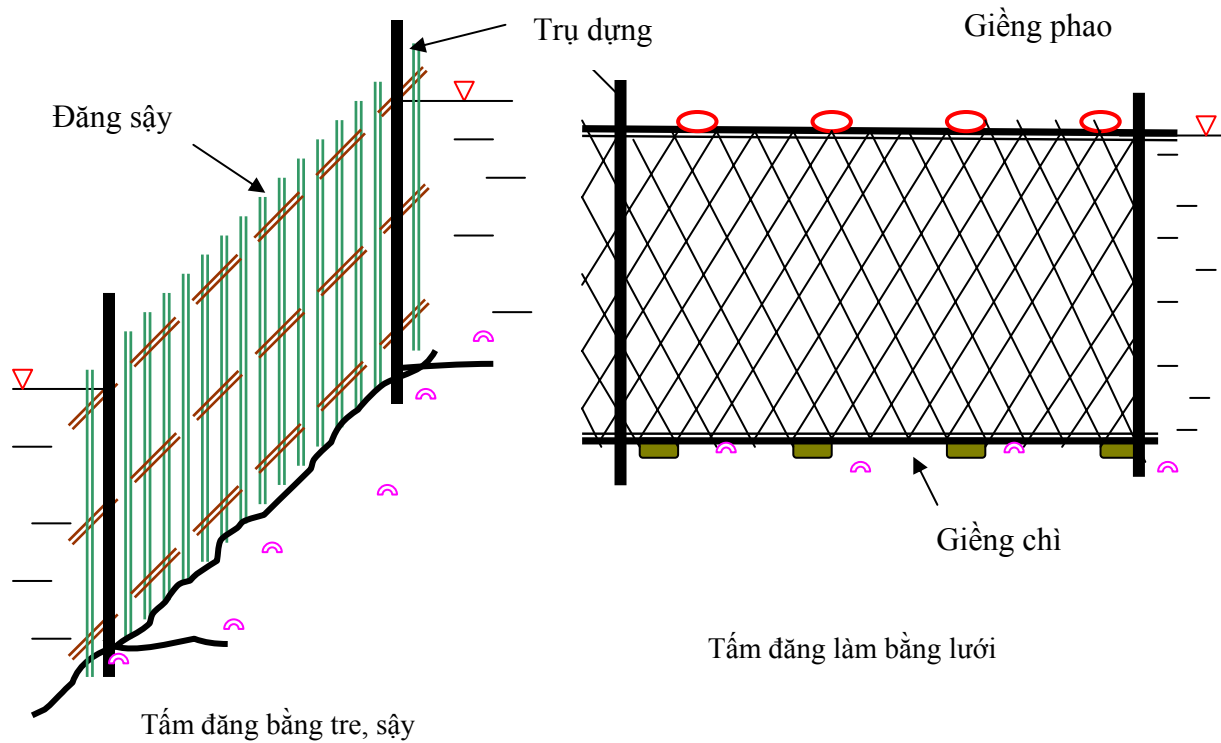 Trụ dựng
Giềng phao
Đăng sậy
Giềng chì
Tấm đăng làm bằng lưới
Tấm đăng bằng tre, sậy